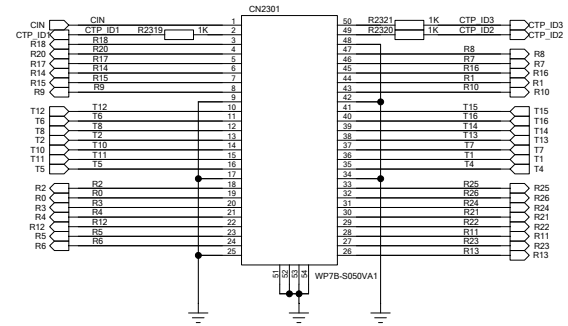 CN2301
CIN CIN 1 50 R2321 1K CTP_ID3 CTP_ID3
CTP_ID1 CTP_ID1 R2319 1K 2 49 R2320 1K CTP_ID2 CTP_ID2
R18 R18 3 48
R20 R20 4 47 R8 R8
R17 R17 5 46 R7 R7
R14 R14 6 45 R16 R16
R15 R15 7 44 R1 R1
R9 R9 8 43 R10 R10
9 42
T12 T12 10 41 T15 T15
T6 T6 11 40 T16 T16
T8 T8 12 39 T14 T14
T2 T2 13 38 T13 T13
T10 T10 14 37 T7 T7
T11 T11 15 36 T1 T1
T5 T5 16 35 T4 T4
17 34
R2 R2 18 33 R25 R25
R0 R0 19 32 R26 R26
R3 R3 20 31 R24 R24
R4 R4 21 30 R21 R21
R12 R12 22 29 R22 R22
R5 R5 23 28 R11 R11
R6 R6 24 27 R23 R23
25 26 R13 R13
51 52 53 54 WP7B-S050VA1